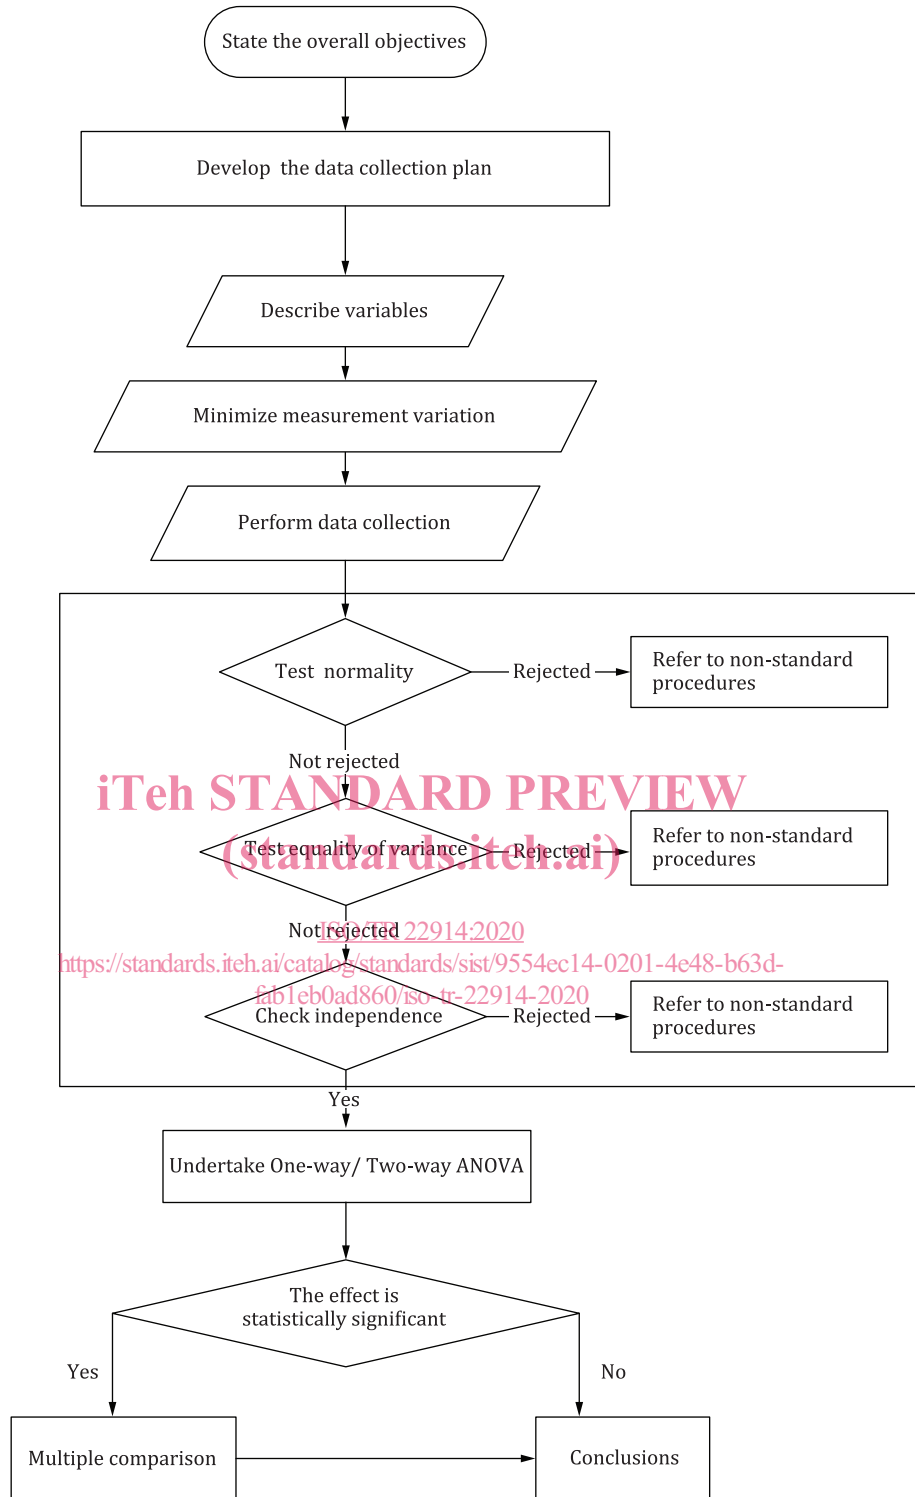 State the overall objectives
Develop the data collection plan
Describe variables
Minimize measurement variation
Perform data collection
Test normality
Rejected
Refer to non-standard
procedures
Not rejected
iTeh STANDARD PREVIEW
(standards.iteh.ai)
Test equality of variance
Rejected
Refer to non-standard
procedures
Not rejected
ISO/TR 22914:2020
https://standards.iteh.ai/catalog/standards/sist/9554ec14-0201-4e48-b63d-
fab1eb0ad860/iso-tr-22914-2020
Check independence
Rejected
Refer to non-standard
procedures
Yes
Undertake One-way/ Two-way ANOVA
The effect is
statistically significant
Yes
No
Multiple comparison
Conclusions